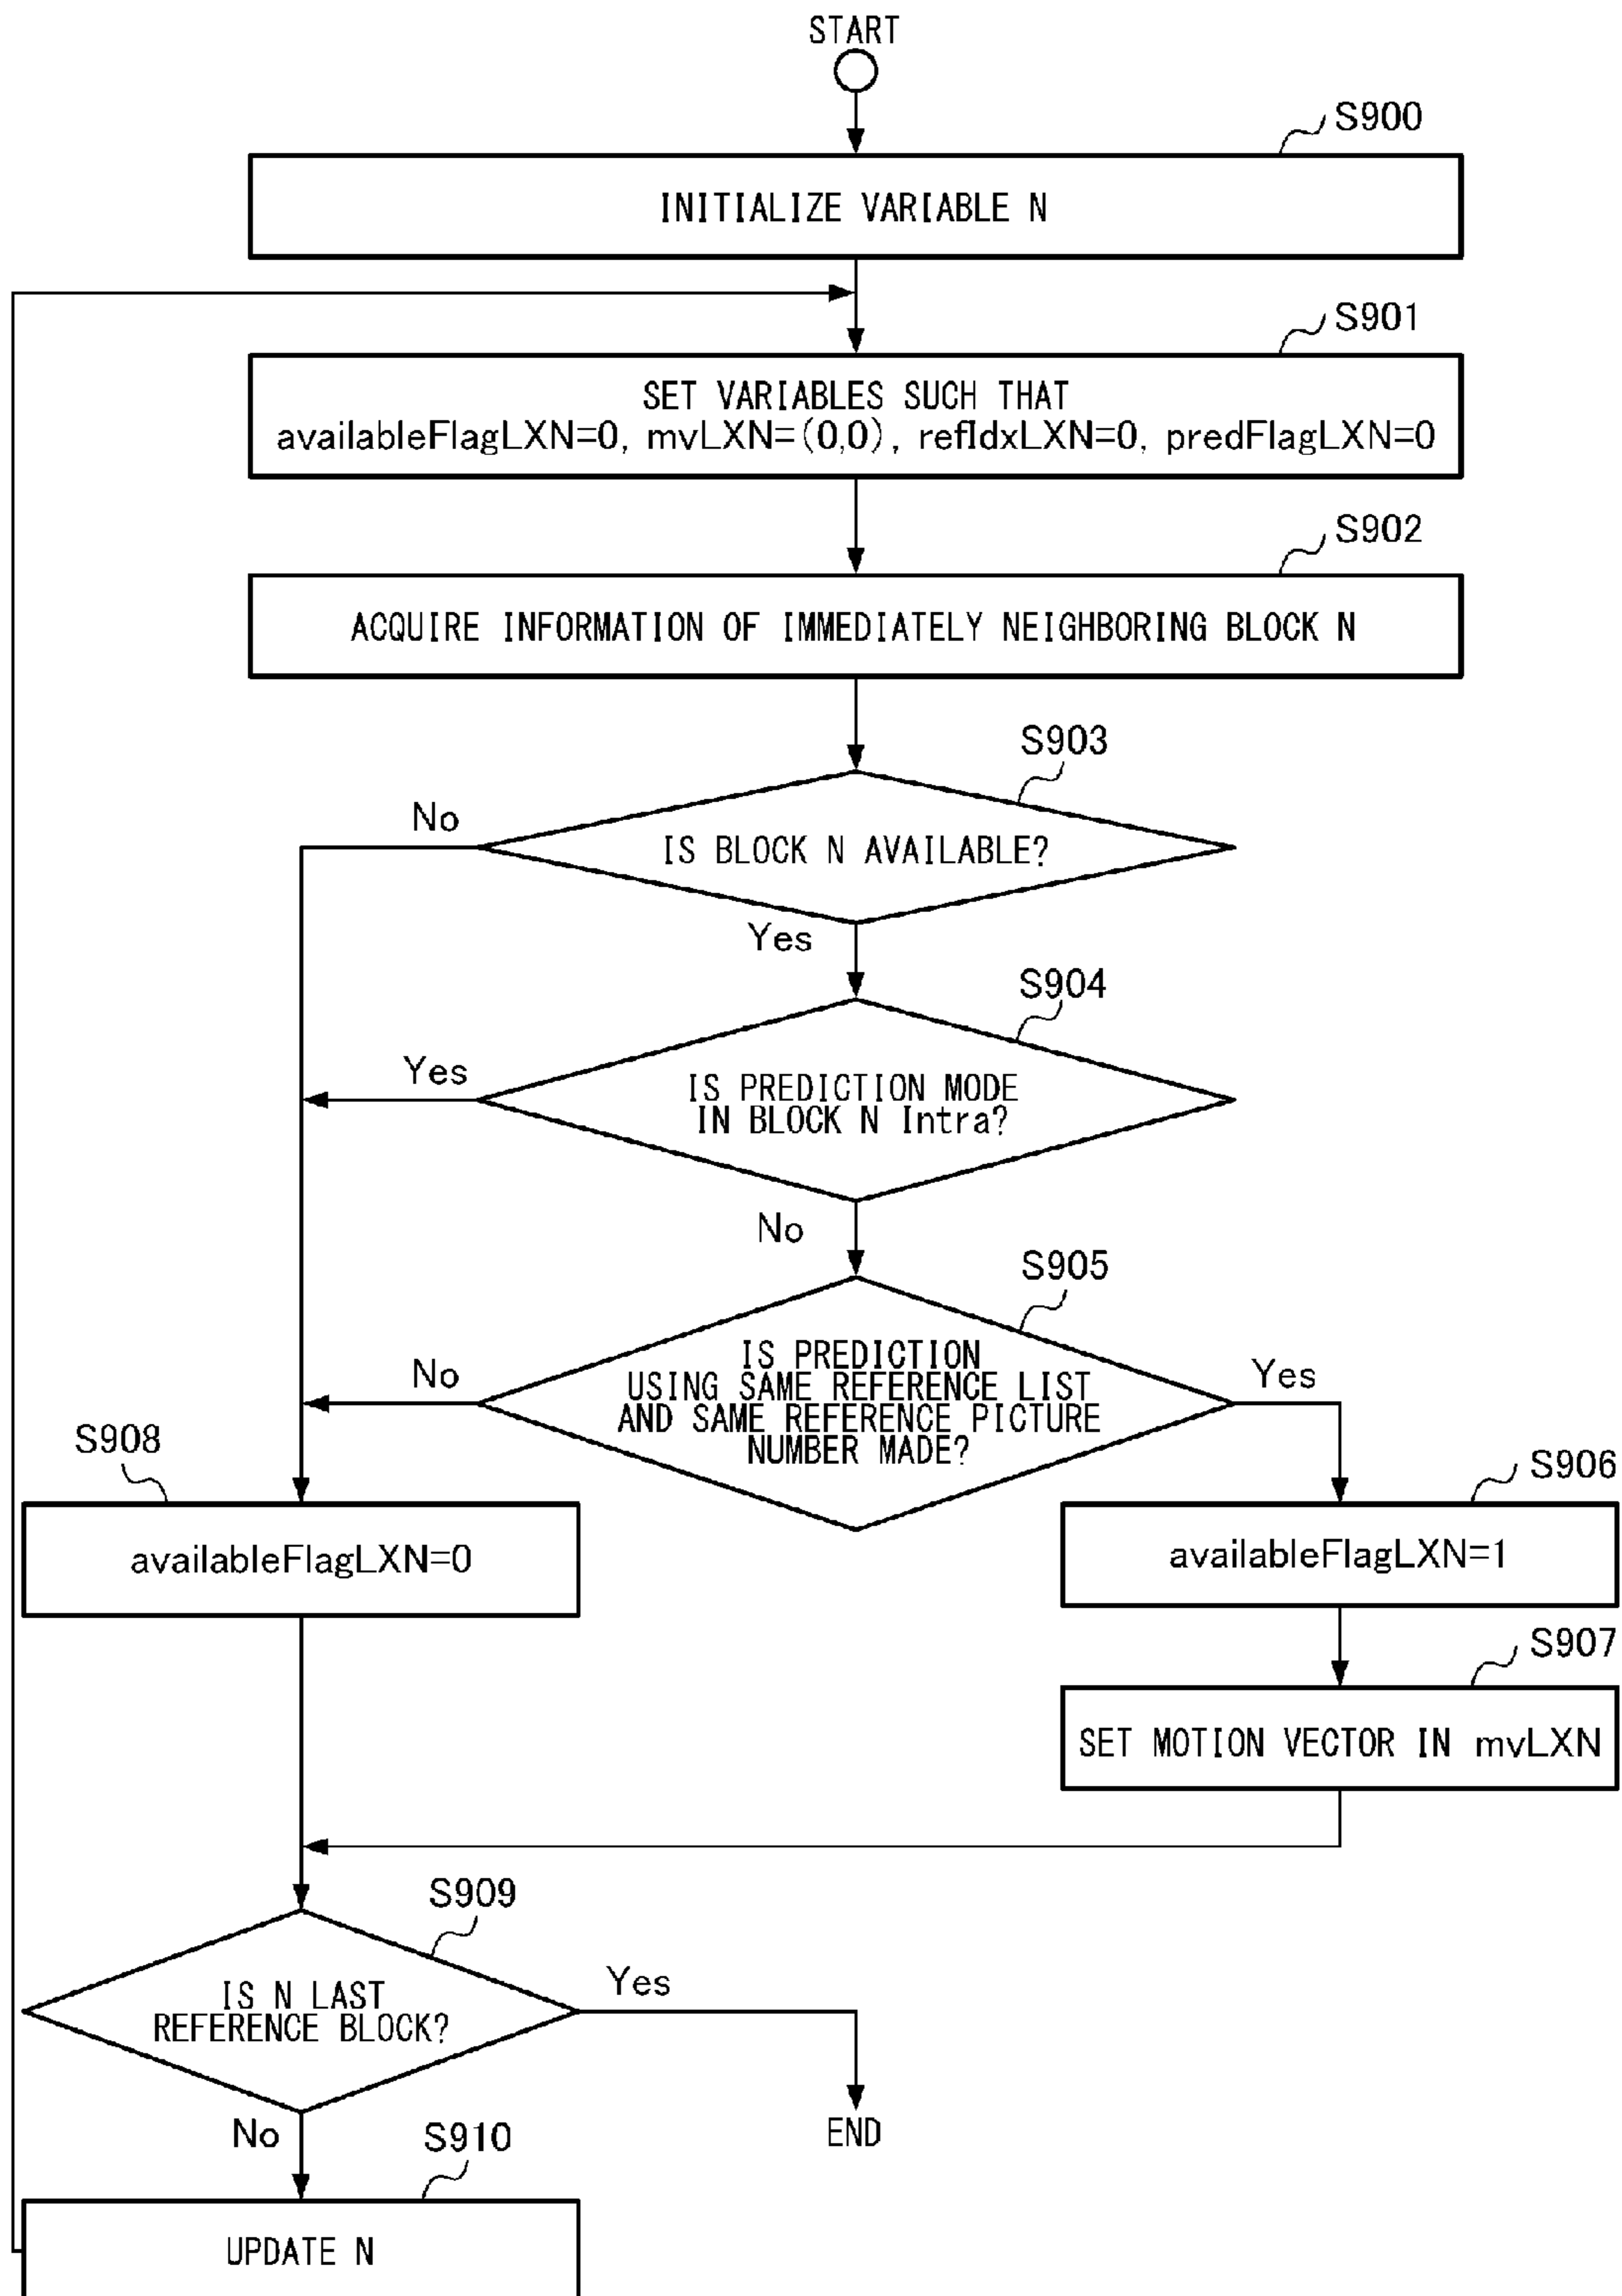 START
S900
INITIALIZE VARIABLE N
S901
SET VARIABLES SUCH THAT
availableFlagLXN=0, mvLXN=(0,0), refIdxLXN=0, predFlagLXN=0
S902
ACQUIRE INFORMATION OF IMMEDIATELY NEIGHBORING BLOCK N
S903
No
IS BLOCK N AVAILABLE?
Yes
S904
Yes
IS PREDICTION MODE
IN BLOCK N Intra?
No
S905
No
IS PREDICTION
USING SAME REFERENCE LIST
AND SAME REFERENCE PICTURE
NUMBER MADE?
Yes
S908
S906
availableFlagLXN=0
availableFlagLXN=1
S907
SET MOTION VECTOR IN mvLXN
S909
IS N LAST
REFERENCE BLOCK?
Yes
No
END
S910
UPDATE N